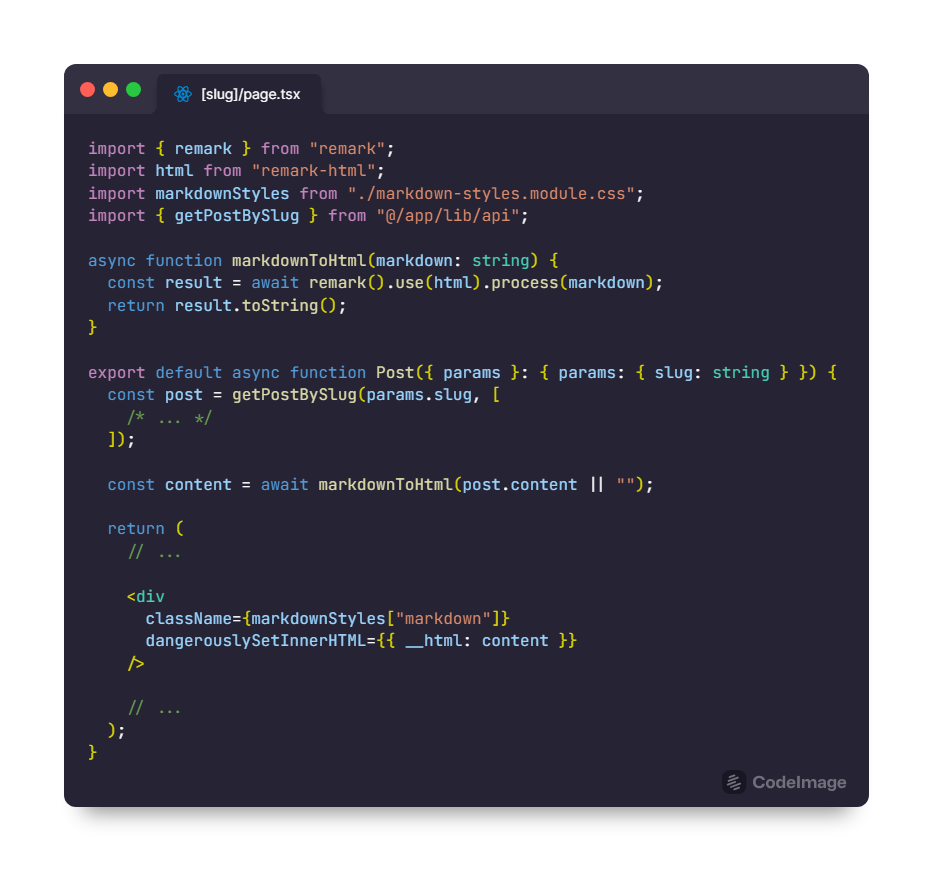 [slug]/page.tsx
import { remark } from "remark";
import html from "remark-html";
import markdownStyles from "./markdown-styles.module.css";
import { getPostBySlug } from "@/app/lib/api";
async function markdownToHtml(markdown: string) {
const result = await remark().use(html).process(markdown);
return result.toString();
}
export default async function Post({ params }: { params: { slug: string } }) {
const post = getPostBySlug(params.slug, [
/* ... */
]);
const content = await markdownToHtml(post.content || "");
return (
// ...
<div
className={markdownStyles["markdown"]}
dangerouslySetInnerHTML={{ __html: content }}
/>
// ...
);
}
CodeImage